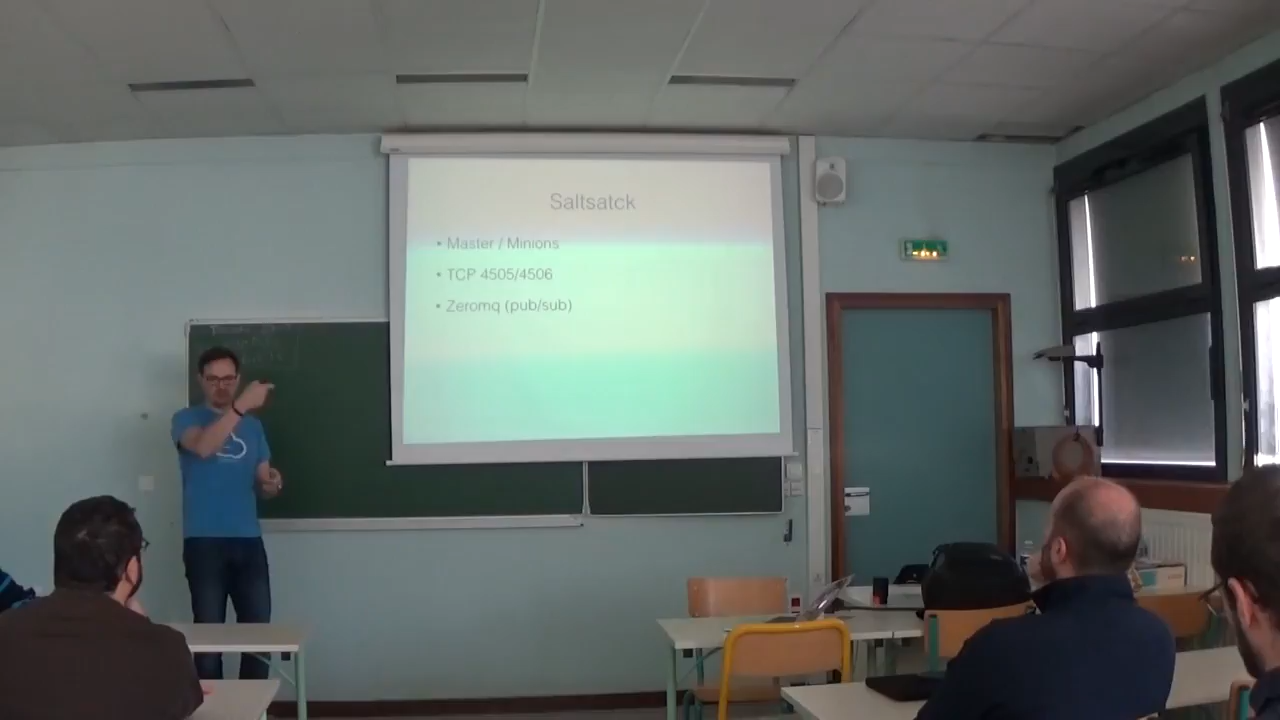 Saltsatck
• Master / Minions
• TCP 4505/4506
• Zeromq (pub/sub)